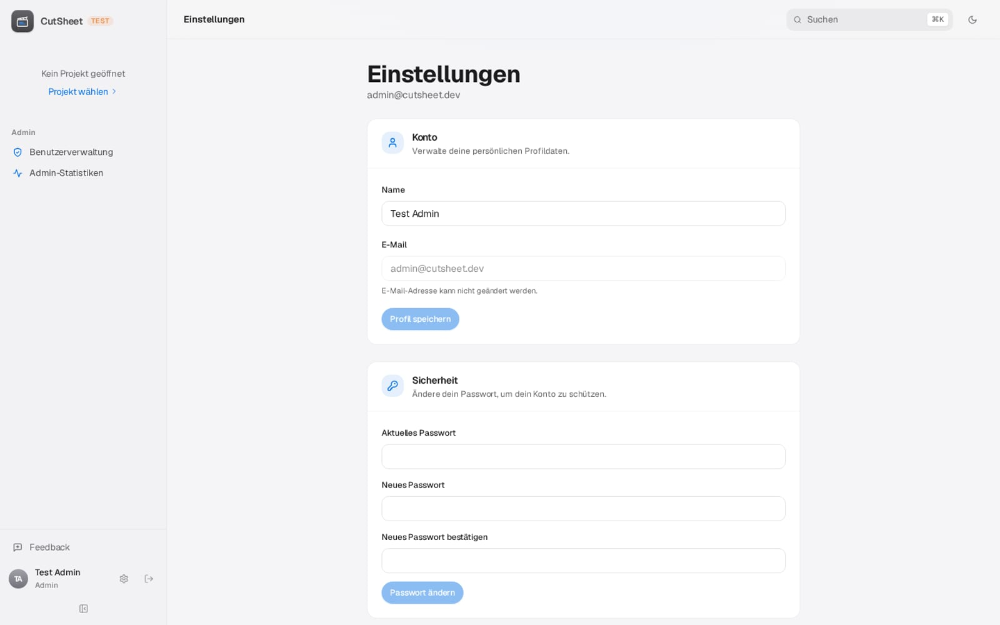 CutSheet TEST
Kein Projekt geöffnet
Projekt wählen
Admin
Benutzerverwaltung
Admin-Statistiken
Feedback
TA
Test Admin
Admin
Einstellungen
Suchen ⌘K
Einstellungen
admin@cutsheet.dev
Konto
Verwalte deine persönlichen Profildaten.
Name
Test Admin
E-Mail
admin@cutsheet.dev
E-Mail-Adresse kann nicht geändert werden.
Profil speichern
Sicherheit
Ändere dein Passwort, um dein Konto zu schützen.
Aktuelles Passwort
Neues Passwort
Neues Passwort bestätigen
Passwort ändern